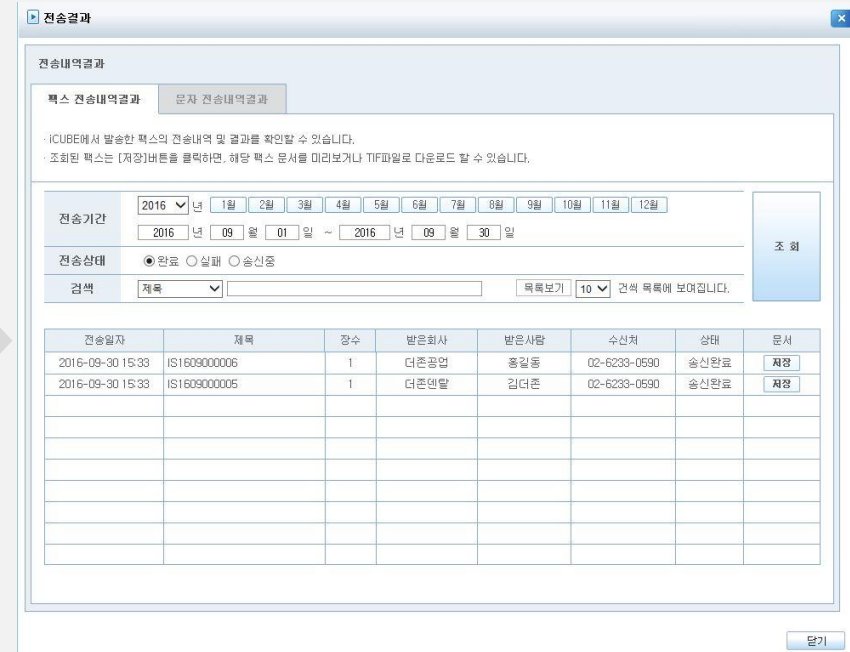 전송결과
전송내역결과
팩스 전송내역결과 문자 전송내역결과
· iCUBE에서 발송한 팩스의 전송내역 및 결과를 확인할 수 있습니다.
· 조회된 팩스는 [저장]버튼을 클릭하면, 해당 팩스 문서를 미리보거나 TIF파일로 다운로드 할 수 있습니다.
전송기간 2016 년 1월 2월 3월 4월 5월 6월 7월 8월 9월 10월 11월 12월
2016 년 09 월 01 일 ~ 2016 년 09 월 30 일
조 회
전송상태 완료 실패 송신중
검색 제목 목록보기 10 건씩 목록에 보여집니다.
전송일자 제목 장수 받은회사 받은사람 수신처 상태 문서
2016-09-30 15:33 IS1609000006 1 더존공업 홍길동 02-6233-0590 송신완료 저장
2016-09-30 15:33 IS1609000005 1 더존덴탈 김더존 02-6233-0590 송신완료 저장
닫기